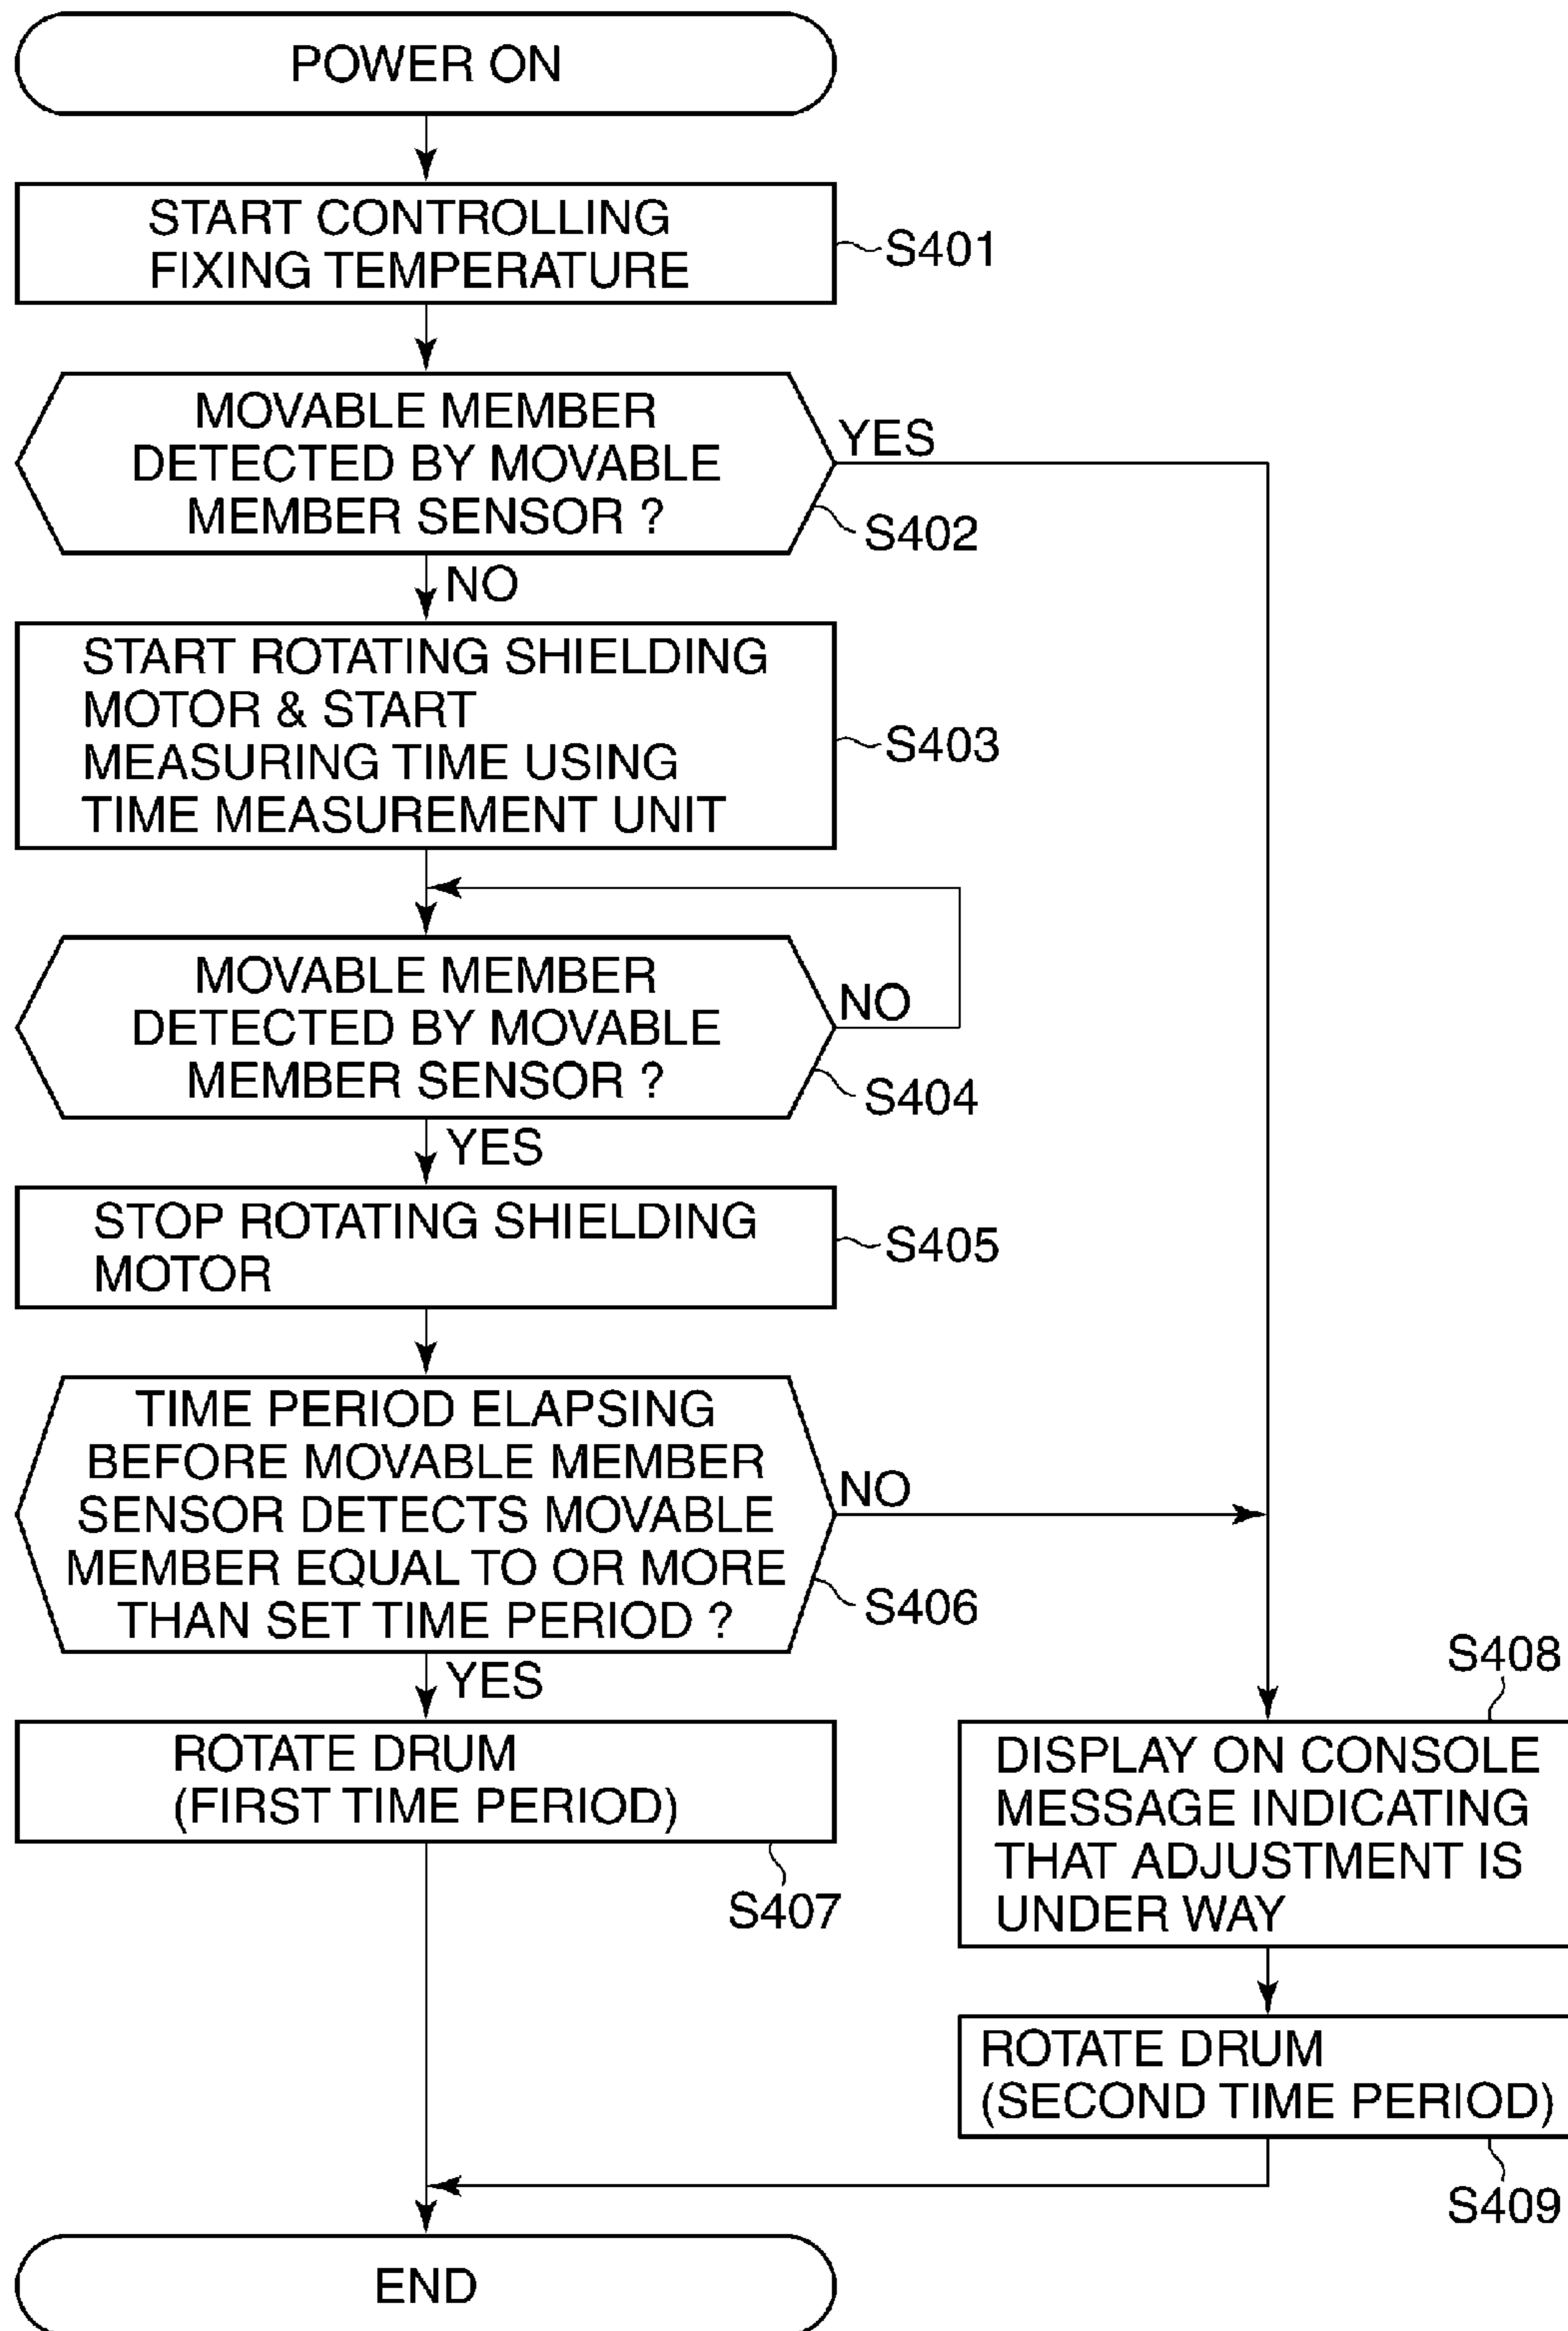 POWER ON
START CONTROLLING
FIXING TEMPERATURE
S401
MOVABLE MEMBER
DETECTED BY MOVABLE
MEMBER SENSOR ?
YES
S402
NO
START ROTATING SHIELDING
MOTOR & START
MEASURING TIME USING
TIME MEASUREMENT UNIT
S403
MOVABLE MEMBER
DETECTED BY MOVABLE
MEMBER SENSOR ?
NO
S404
YES
STOP ROTATING SHIELDING
MOTOR
S405
TIME PERIOD ELAPSING
BEFORE MOVABLE MEMBER
SENSOR DETECTS MOVABLE
MEMBER EQUAL TO OR MORE
THAN SET TIME PERIOD ?
NO
S406
YES
ROTATE DRUM
(FIRST TIME PERIOD)
S407
S408
DISPLAY ON CONSOLE
MESSAGE INDICATING
THAT ADJUSTMENT IS
UNDER WAY
ROTATE DRUM
(SECOND TIME PERIOD)
S409
END